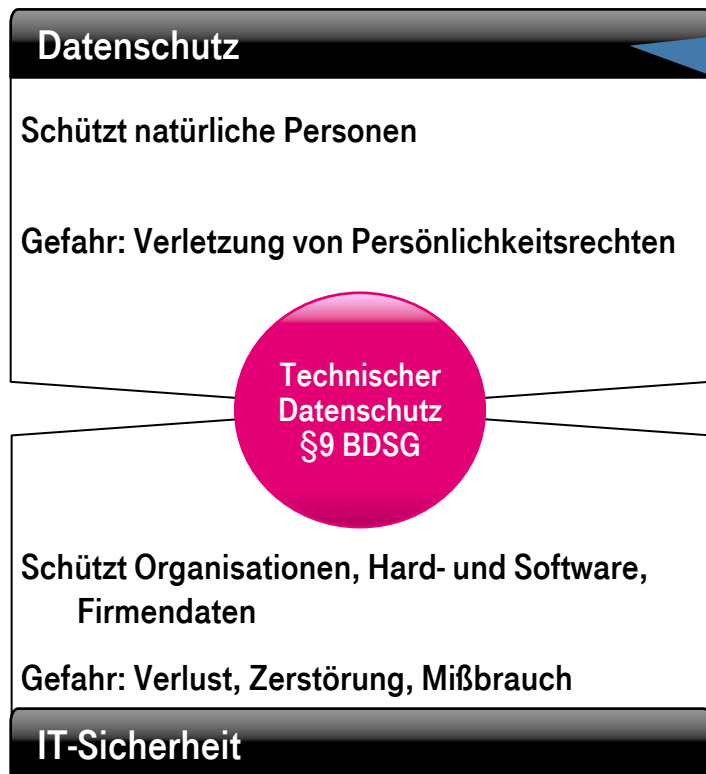 Datenschutz
Schützt natürliche Personen
Gefahr: Verletzung von Persönlichkeitsrechten
Technischer
Datenschutz
§9 BDSG
Schützt Organisationen, Hard- und Software,
Firmendaten
Gefahr: Verlust, Zerstörung, Mißbrauch
IT-Sicherheit